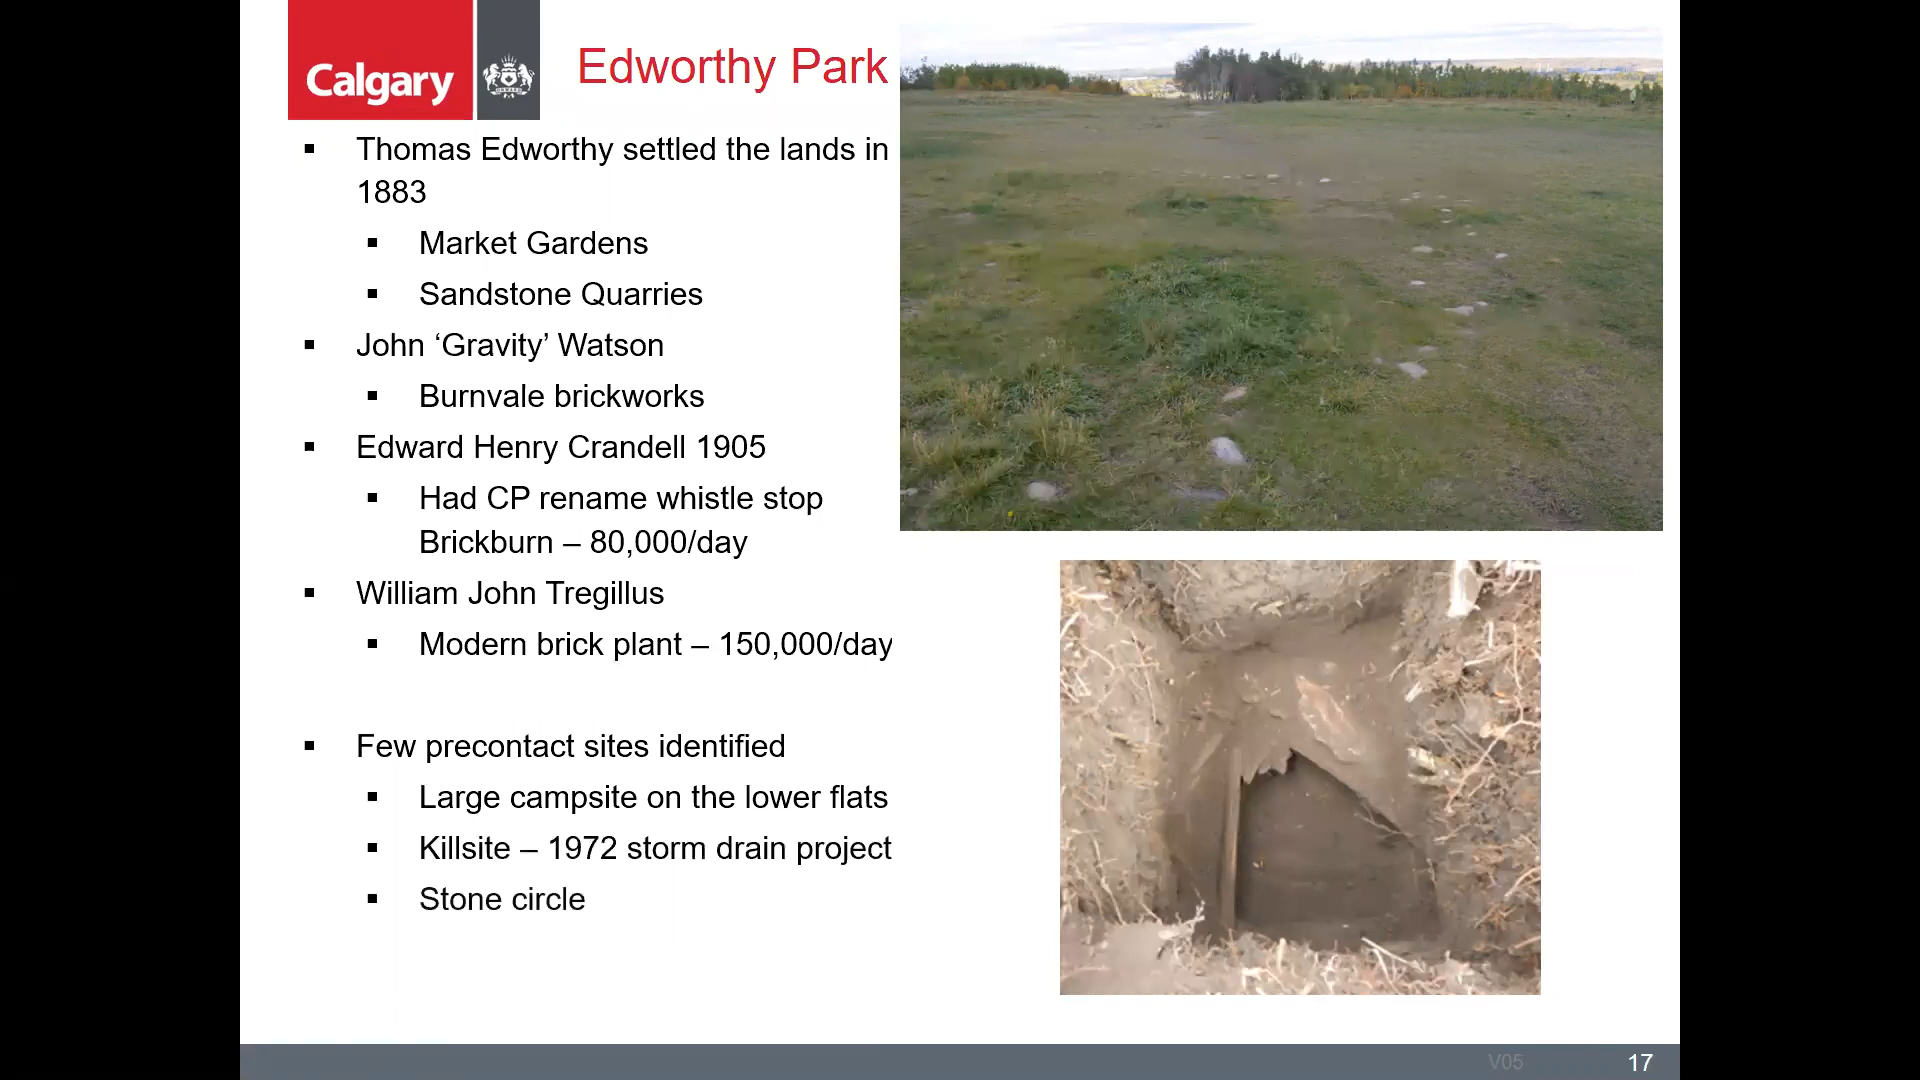 Calgary
ONWARD
Edworthy Park
▪ Thomas Edworthy settled the lands in
1883
▪ Market Gardens
▪ Sandstone Quarries
▪ John ‘Gravity’ Watson
▪ Burnvale brickworks
▪ Edward Henry Crandell 1905
▪ Had CP rename whistle stop
Brickburn – 80,000/day
▪ William John Tregillus
▪ Modern brick plant – 150,000/day
▪ Few precontact sites identified
▪ Large campsite on the lower flats
▪ Killsite – 1972 storm drain project
▪ Stone circle
V05
17